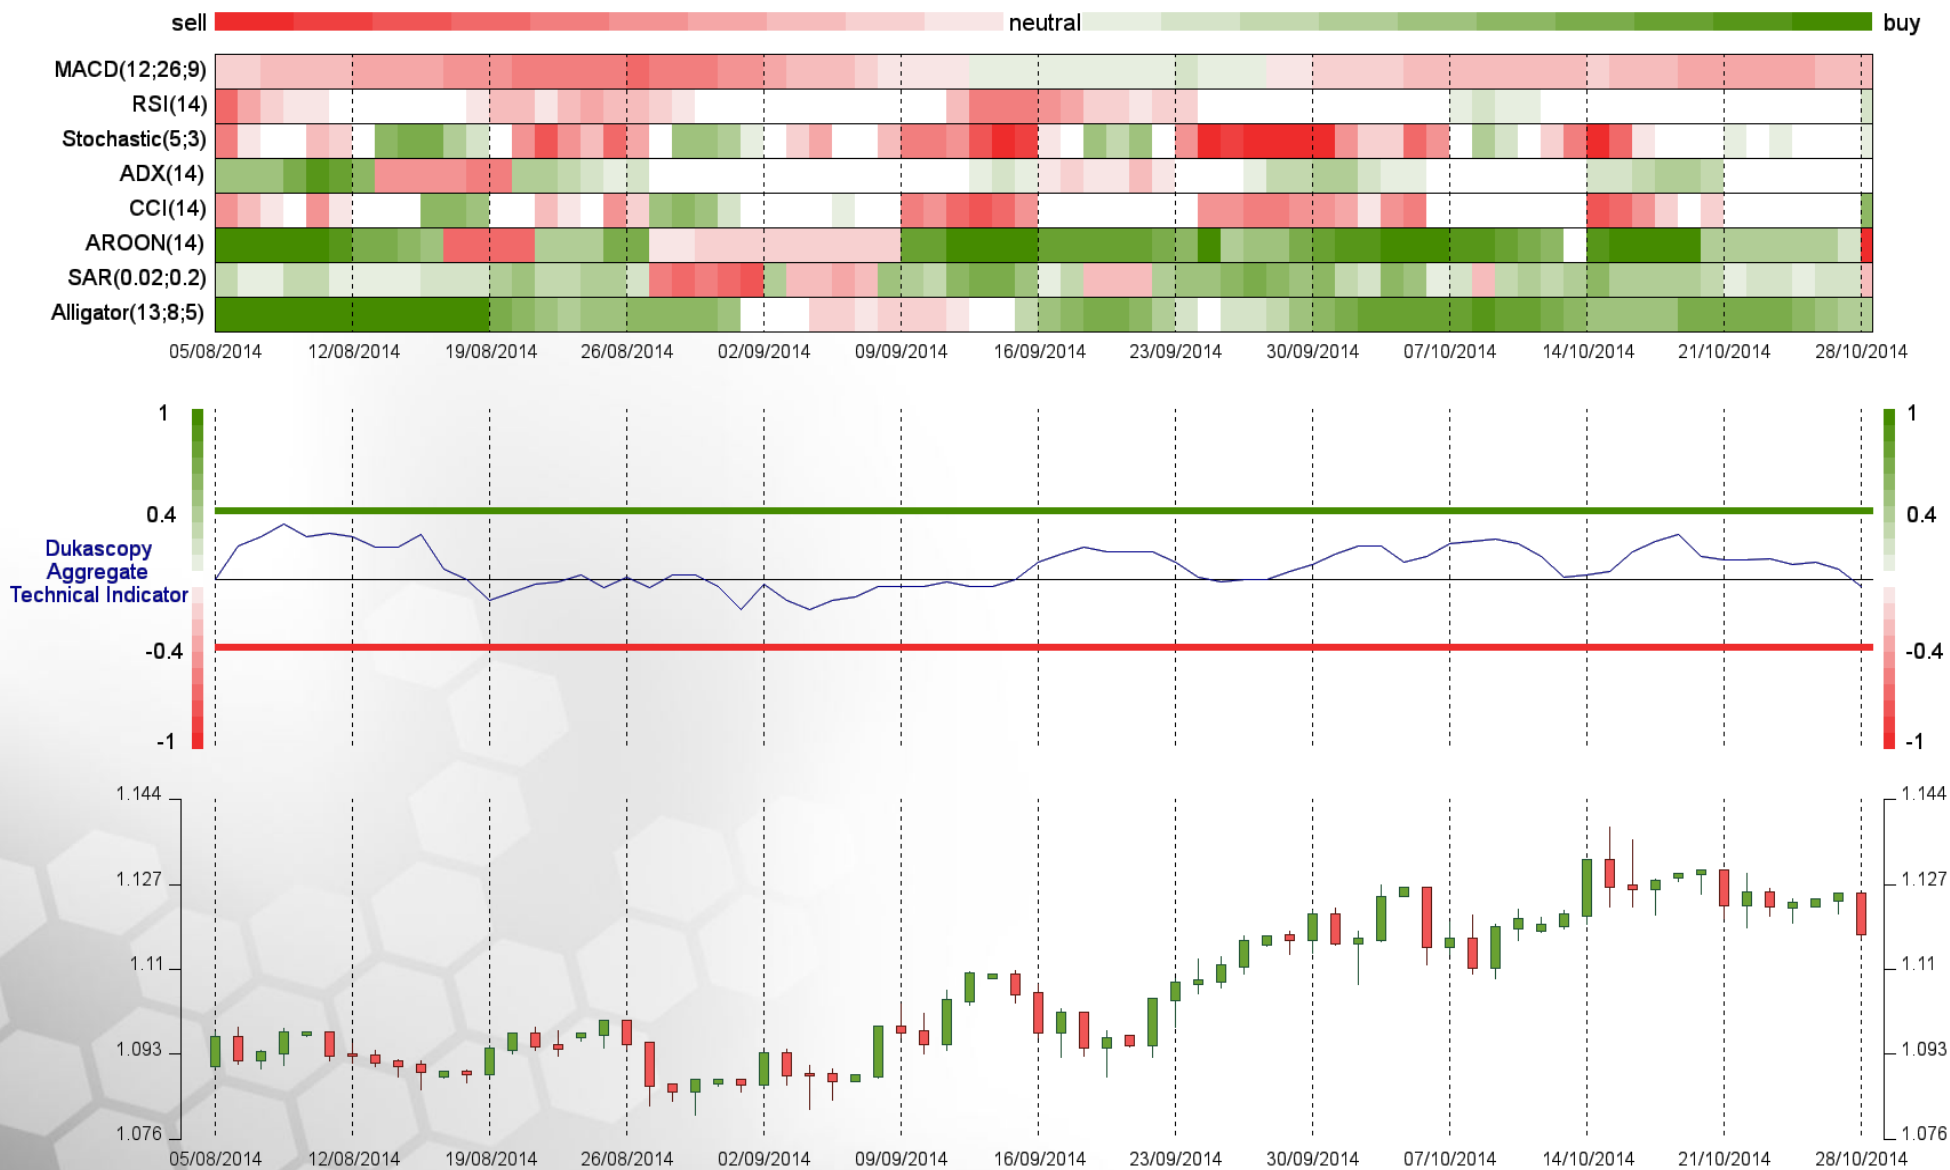 sell neutral buy
MACD(12;26;9)
RSI(14)
Stochastic(5;3)
ADX(14)
CCI(14)
AROON(14)
SAR(0.02;0.2)
Alligator(13;8;5)
05/08/2014 12/08/2014 19/08/2014 26/08/2014 02/09/2014 09/09/2014 16/09/2014 23/09/2014 30/09/2014 07/10/2014 14/10/2014 21/10/2014 28/10/2014
1 1
0.4 0.4
Dukascopy
Aggregate
Technical Indicator
-0.4 -0.4
-1 -1
1.144 1.144
1.127 1.127
1.11 1.11
1.093 1.093
1.076 1.076
05/08/2014 12/08/2014 19/08/2014 26/08/2014 02/09/2014 09/09/2014 16/09/2014 23/09/2014 30/09/2014 07/10/2014 14/10/2014 21/10/2014 28/10/2014